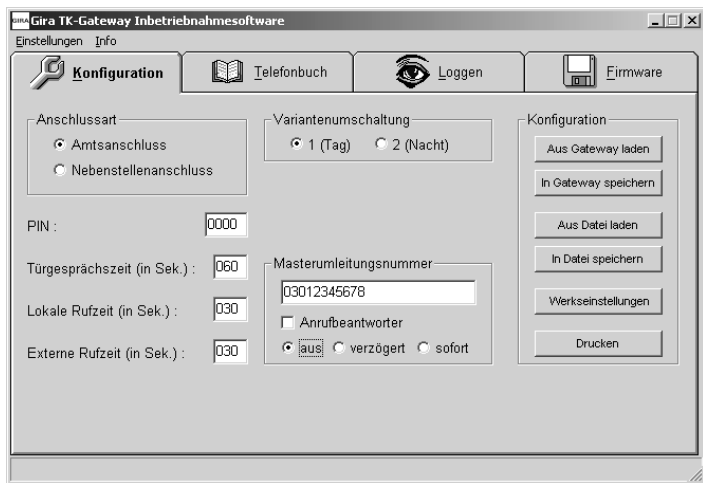 GIRA Gira TK-Gateway Inbetriebnahmesoftware
Einstellungen Info
Konfiguration
Telefonbuch
Loggen
Firmware
Anschlussart
Amtsanschluss
Nebenstellenanschluss
PIN : 0000
Türgesprächszeit (in Sek.) : 060
Lokale Rufzeit (in Sek.) : 030
Externe Rufzeit (in Sek.) : 030
Variantenumschaltung
1 (Tag) 2 (Nacht)
Masterumleitungsnummer
03012345678
Anrufbeantworter
aus verzögert sofort
Konfiguration
Aus Gateway laden
In Gateway speichern
Aus Datei laden
In Datei speichern
Werkseinstellungen
Drucken